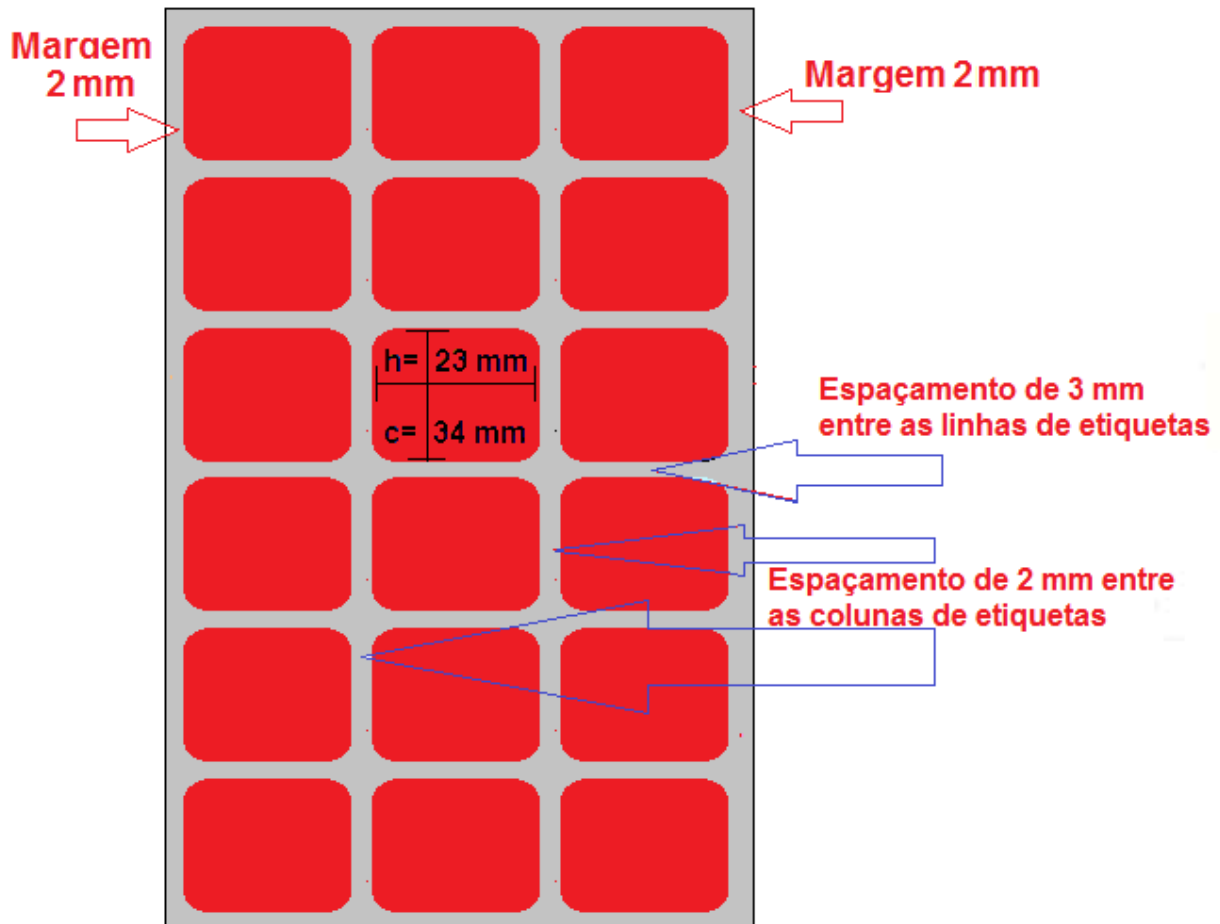 Margem
2 mm
Margem 2 mm
h= 23 mm
c= 34 mm
Espaçamento de 3 mm
entre as linhas de etiquetas
Espaçamento de 2 mm entre
as colunas de etiquetas